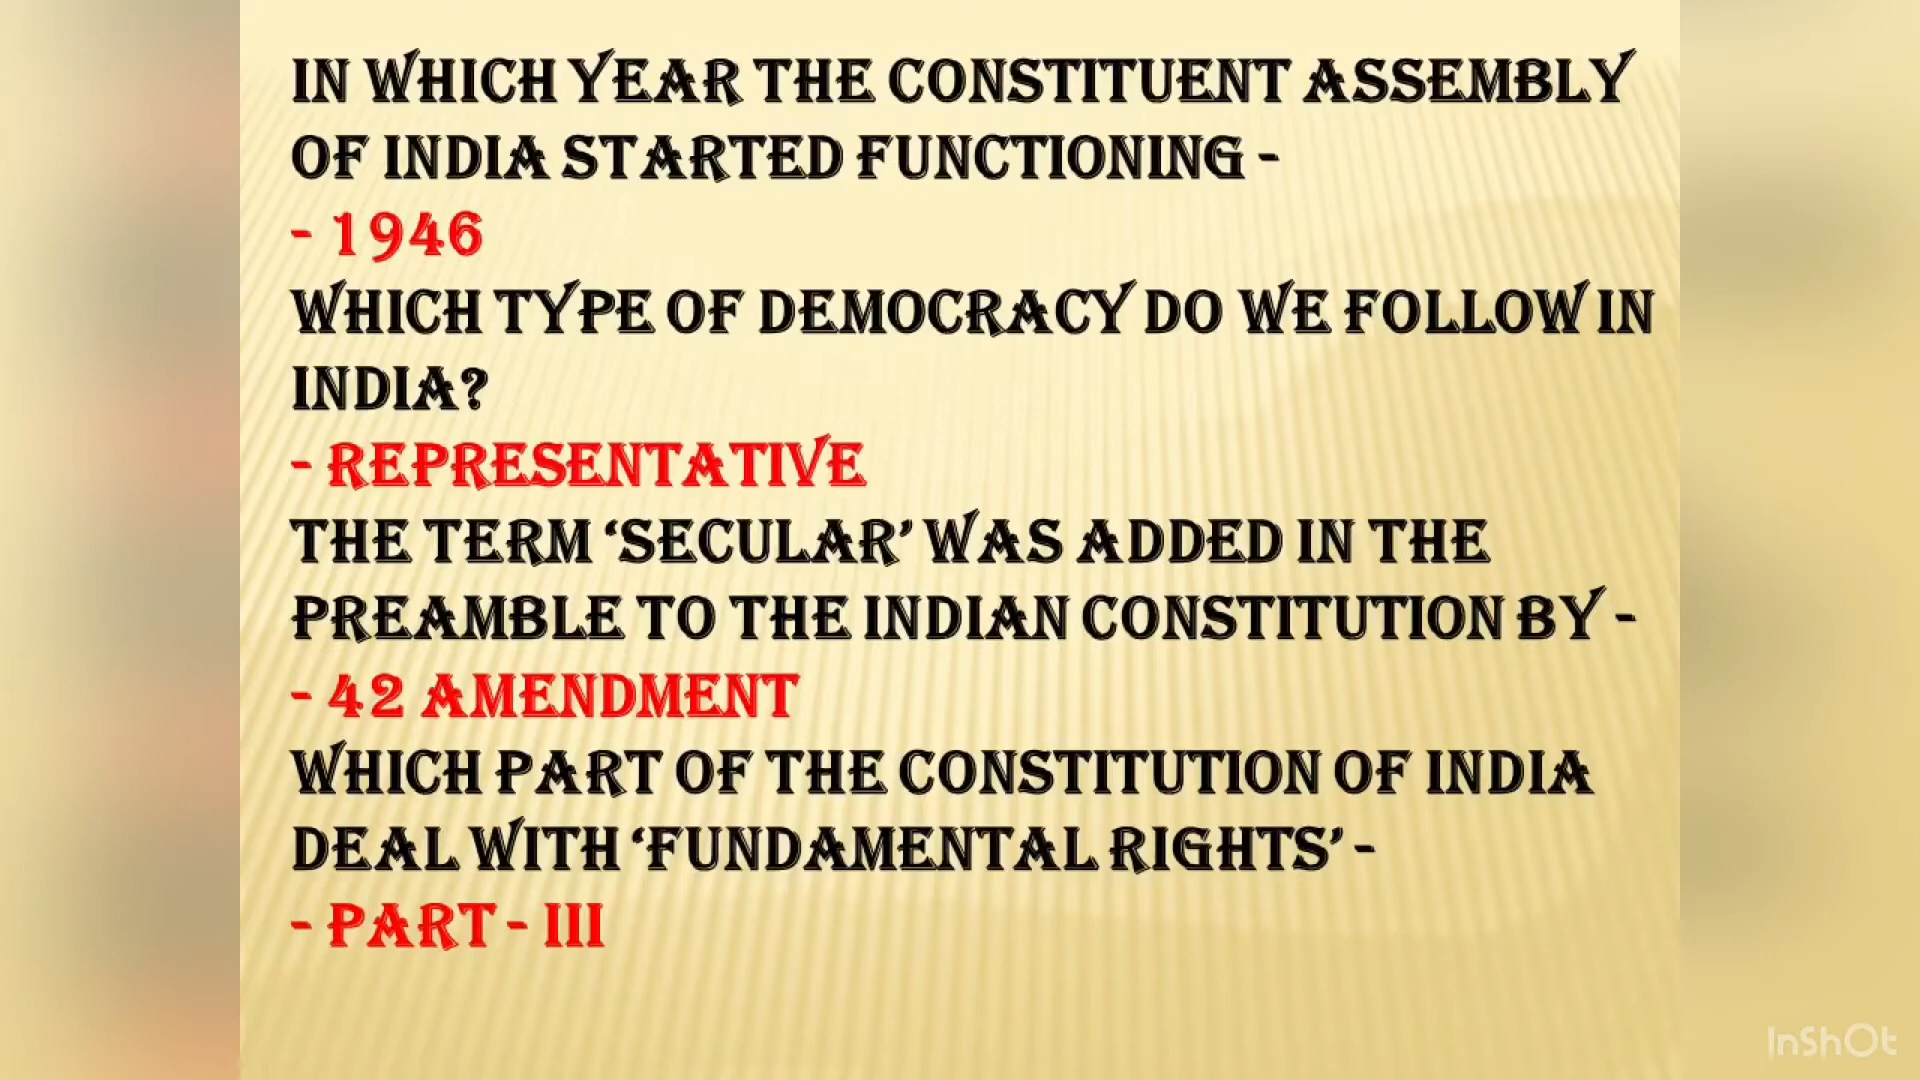 IN WHICH YEAR THE CONSTITUENT ASSEMBLY
OF INDIA STARTED FUNCTIONING -
- 1946
WHICH TYPE OF DEMOCRACY DO WE FOLLOW IN
INDIA?
- REPRESENTATIVE
THE TERM ‘SECULAR’ WAS ADDED IN THE
PREAMBLE TO THE INDIAN CONSTITUTION BY -
- 42 AMENDMENT
WHICH PART OF THE CONSTITUTION OF INDIA
DEAL WITH ‘FUNDAMENTAL RIGHTS’ -
- PART - III
InShOt